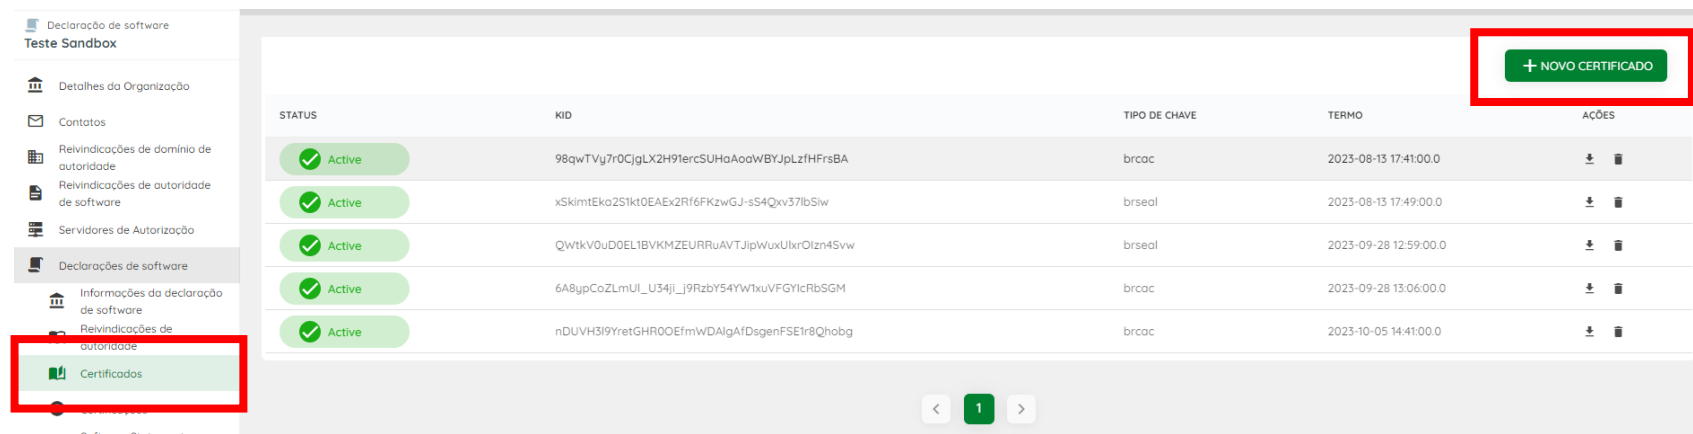 Declaração de software
Teste Sandbox
Detalhes da Organização
Contatos
Reivindicações de domínio de
autoridade
Reivindicações de autoridade
de software
Servidores de Autorização
Declarações de software
Informações da declaração
de software
Reivindicações de
autoridade
Certificados
NOVO CERTIFICADO
STATUS KID TIPO DE CHAVE TERMO AÇÕES
Active 98qwTVy7r0CjgLX2H91ercSUHaAoaWBYJpLzfHFrsBA brcac 2023-08-13 17:41:00.0
Active xSkimtEka2S1kt0EAEx2Rf6FKzwGJ-sS4Qxv37lbSiw brseal 2023-08-13 17:49:00.0
Active QWtkV0uD0EL1BVKMZEURRuAVTJipWuxUlxrOIzn4Svw brseal 2023-09-28 12:59:00.0
Active 6A8ypCoZLmUl_U34ji_j9RzbY54YW1xuVFGYIcRbSGM brcac 2023-09-28 13:06:00.0
Active nDUVH3I9YretGHR0OEfmWDAlgAfDsgenFSE1r8Qhobg brcac 2023-10-05 14:41:00.0
1